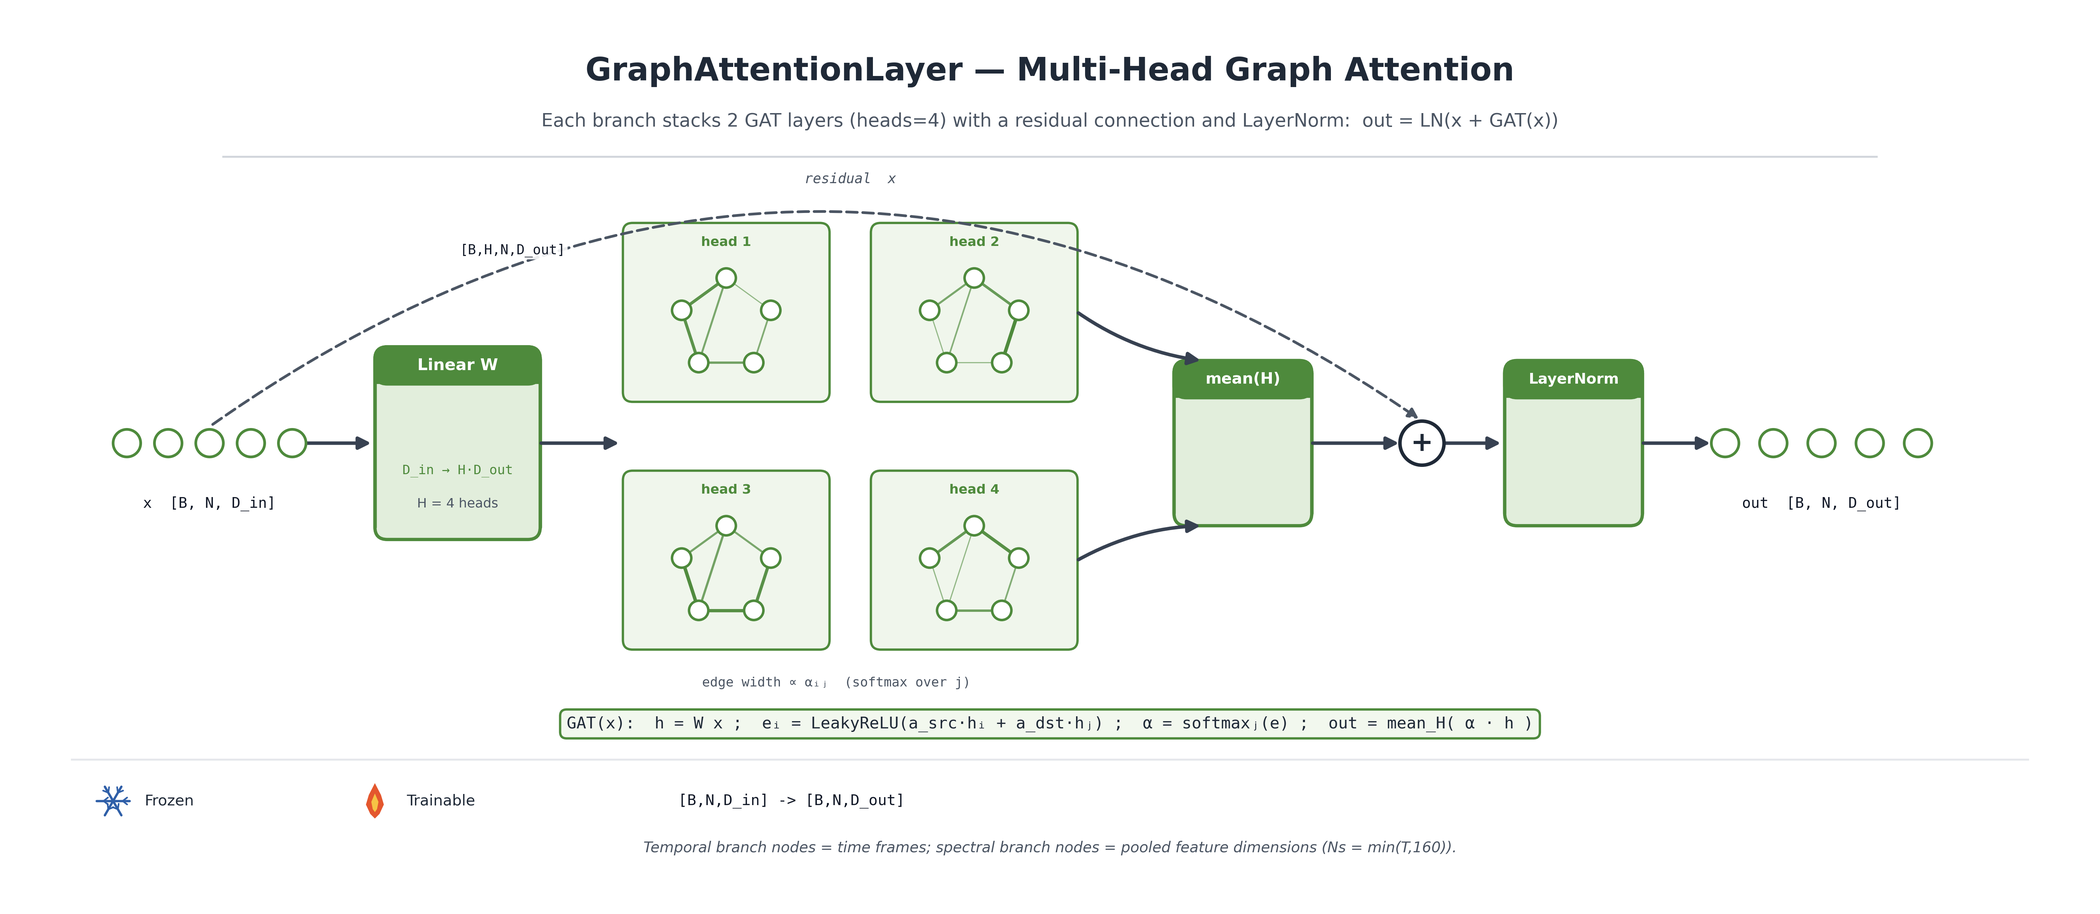 GraphAttentionLayer — Multi-Head Graph Attention
Each branch stacks 2 GAT layers (heads=4) with a residual connection and LayerNorm:  out = LN(x + GAT(x))
residual  x
[B,H,N,D_out]
head 1
head 2
Linear W
D_in → H·D_out
H = 4 heads
mean(H)
LayerNorm
+
x  [B, N, D_in]
out  [B, N, D_out]
head 3
head 4
edge width ∝ αᵢⱼ  (softmax over j)
GAT(x):  h = W x ;  eᵢ = LeakyReLU(a_src·hᵢ + a_dst·hⱼ) ;  α = softmaxⱼ(e) ;  out = mean_H( α · h )
Frozen
Trainable
[B,N,D_in] -> [B,N,D_out]
Temporal branch nodes = time frames; spectral branch nodes = pooled feature dimensions (Ns = min(T,160)).